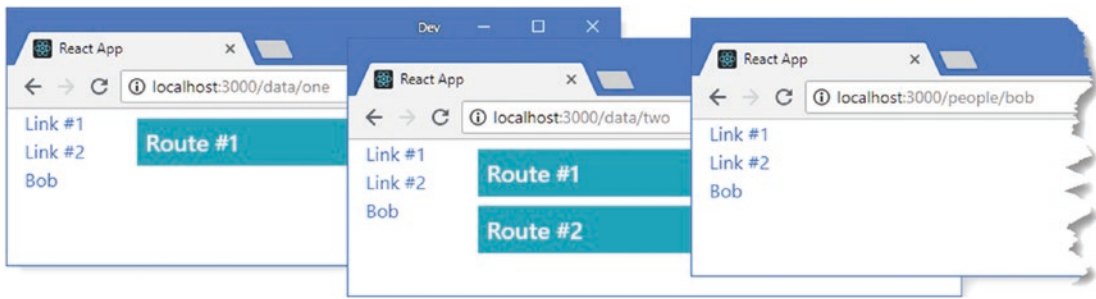 Dev
React App
localhost:3000/data/one
Link #1
Link #2
Bob
Route #1
React App
localhost:3000/data/two
Link #1
Link #2
Bob
Route #1
Route #2
React App
localhost:3000/people/bob
Link #1
Link #2
Bob